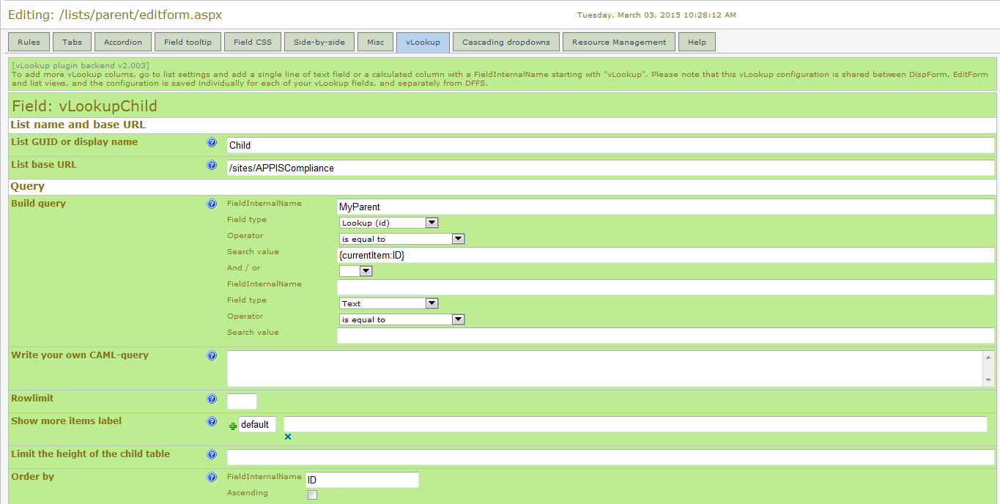 Editing: /lists/parent/editform.aspx
Tuesday, March 03, 2015 10:28:12 AM
Rules Tabs Accordion Field tooltip Field CSS Side-by-side Misc vLookup Cascading dropdowns Resource Management Help
[vLookup plugin backend v2.003]
To add more vLookup colums, go to list settings and add a single line of text field or a calculated column with a FieldInternalName starting with "vLookup". Please note that this vLookup configuration is shared between DispForm, EditForm
and list views, and the configuration is saved individually for each of your vLookup fields, and separately from DFFS.
Field: vLookupChild
List name and base URL
List GUID or display name ? Child
List base URL ? /sites/APPISCompliance
Query
Build query ? FieldInternalName MyParent
Field type Lookup (id)
Operator is equal to
Search value {currentItem:ID}
And / or
FieldInternalName
Field type Text
Operator is equal to
Search value
Write your own CAML-query ?
Rowlimit ?
Show more items label ? default
Limit the height of the child table ?
Order by ? FieldInternalName ID
Ascending